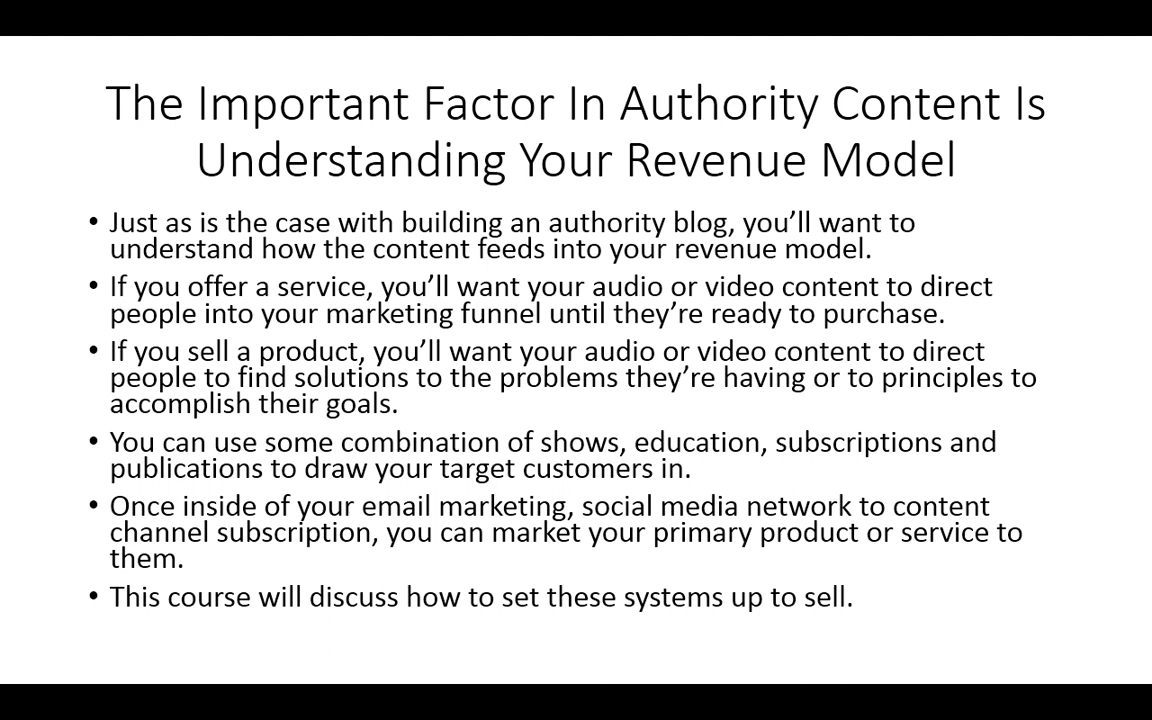 The Important Factor In Authority Content Is
Understanding Your Revenue Model
• Just as is the case with building an authority blog, you’ll want to
understand how the content feeds into your revenue model.
• If you offer a service, you’ll want your audio or video content to direct
people into your marketing funnel until they’re ready to purchase.
• If you sell a product, you’ll want your audio or video content to direct
people to find solutions to the problems they’re having or to principles to
accomplish their goals.
• You can use some combination of shows, education, subscriptions and
publications to draw your target customers in.
• Once inside of your email marketing, social media network to content
channel subscription, you can market your primary product or service to
them.
• This course will discuss how to set these systems up to sell.